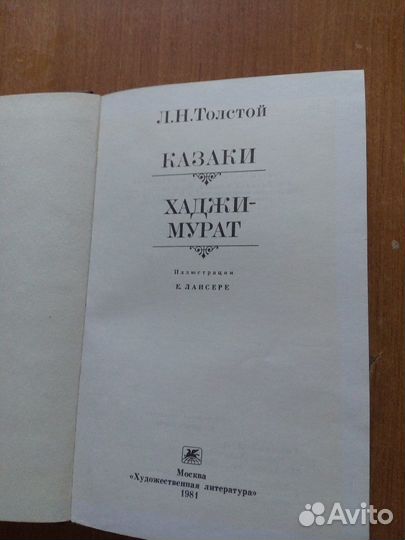 Л.Н.Толстой
КАЗАКИ
ХАДЖИ-
МУРАТ
Иллюстрации
Е. ЛАНСЕРЕ
Москва
«Художественная литература»
1981
Avito